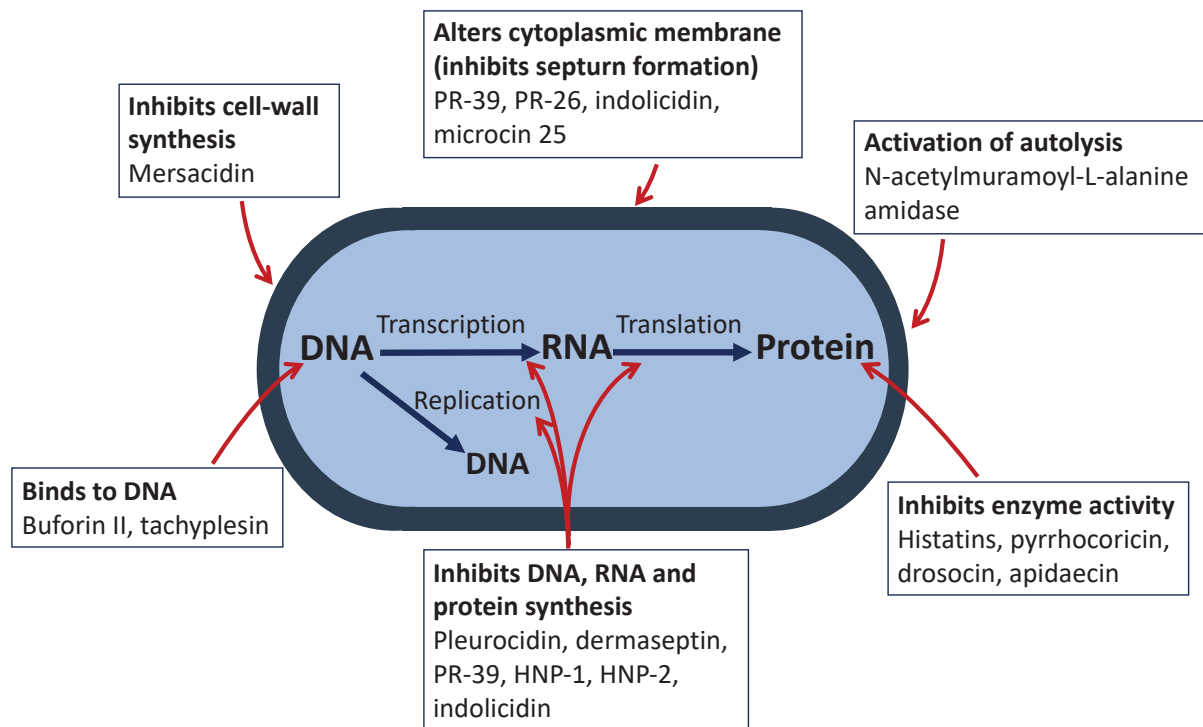 Alters cytoplasmic membrane
(inhibits septurn formation)
PR-39, PR-26, indolicidin,
microcin 25
Inhibits cell-wall
synthesis
Mersacidin
Activation of autolysis
N-acetylmuramoyl-L-alanine
amidase
Transcription
Translation
DNA
RNA
Protein
Replication
DNA
Binds to DNA
Buforin II, tachyplesin
Inhibits enzyme activity
Histatins, pyrrhocoricin,
drosocin, apidaecin
Inhibits DNA, RNA and
protein synthesis
Pleurocidin, dermaseptin,
PR-39, HNP-1, HNP-2,
indolicidin